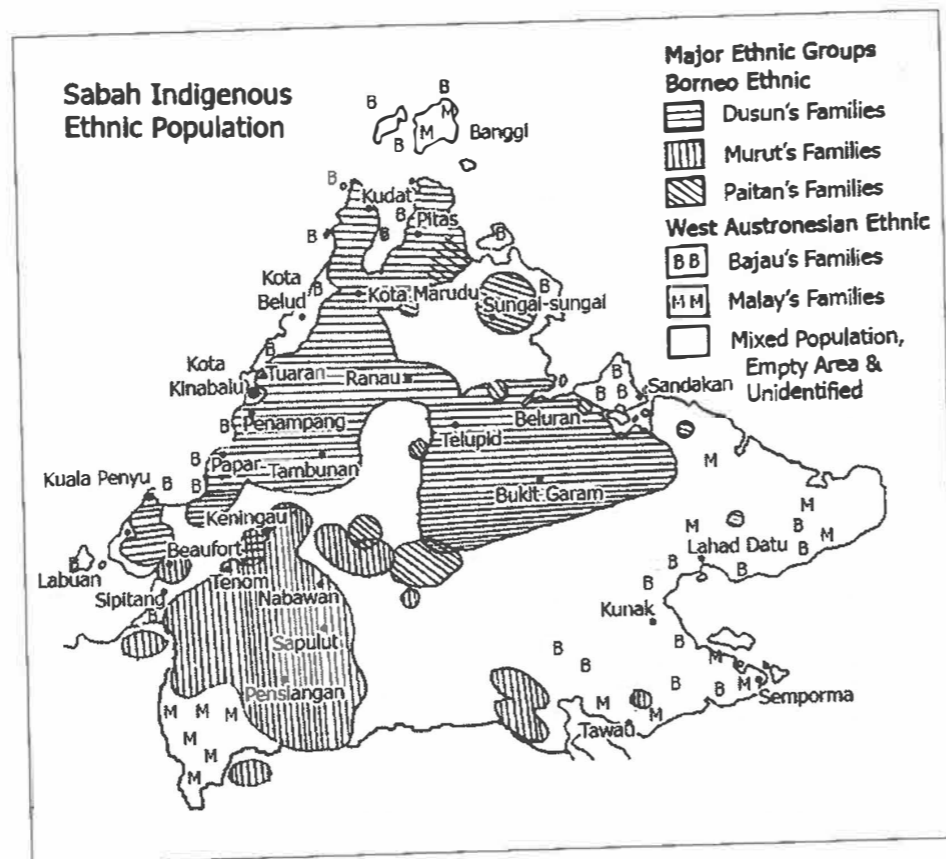 Sabah Indigenous
Ethnic Population
Major Ethnic Groups
Borneo Ethnic
Dusun's Families
Murut's Families
Paitan's Families
West Austronesian Ethnic
B B Bajau's Families
M M Malay's Families
Mixed Population,
Empty Area &
Unidentified
B
B M
B M Banggi
B Kudat
B Pitas
B B B
Kota
Belud B
Kota Marudu
B
Sungai-sungai
B
Kota
Kinabalu
Tuaran
Ranau
B
B B
Sandakan
B Penampang
Beluran
Telupid
B Papar
Tambunan
M
Kuala Penyu B B
Bukit Garam
Keningau
M
Beaufort
M B M
Lahad Datu
B
B Labuan
Tenom
B
Sipitang
Nabawan
B
Kunak
B
Sapulut
B
B
M
Pensiangan
B
B M
Semporma
M M M
M
M
Tawau
M
M
M